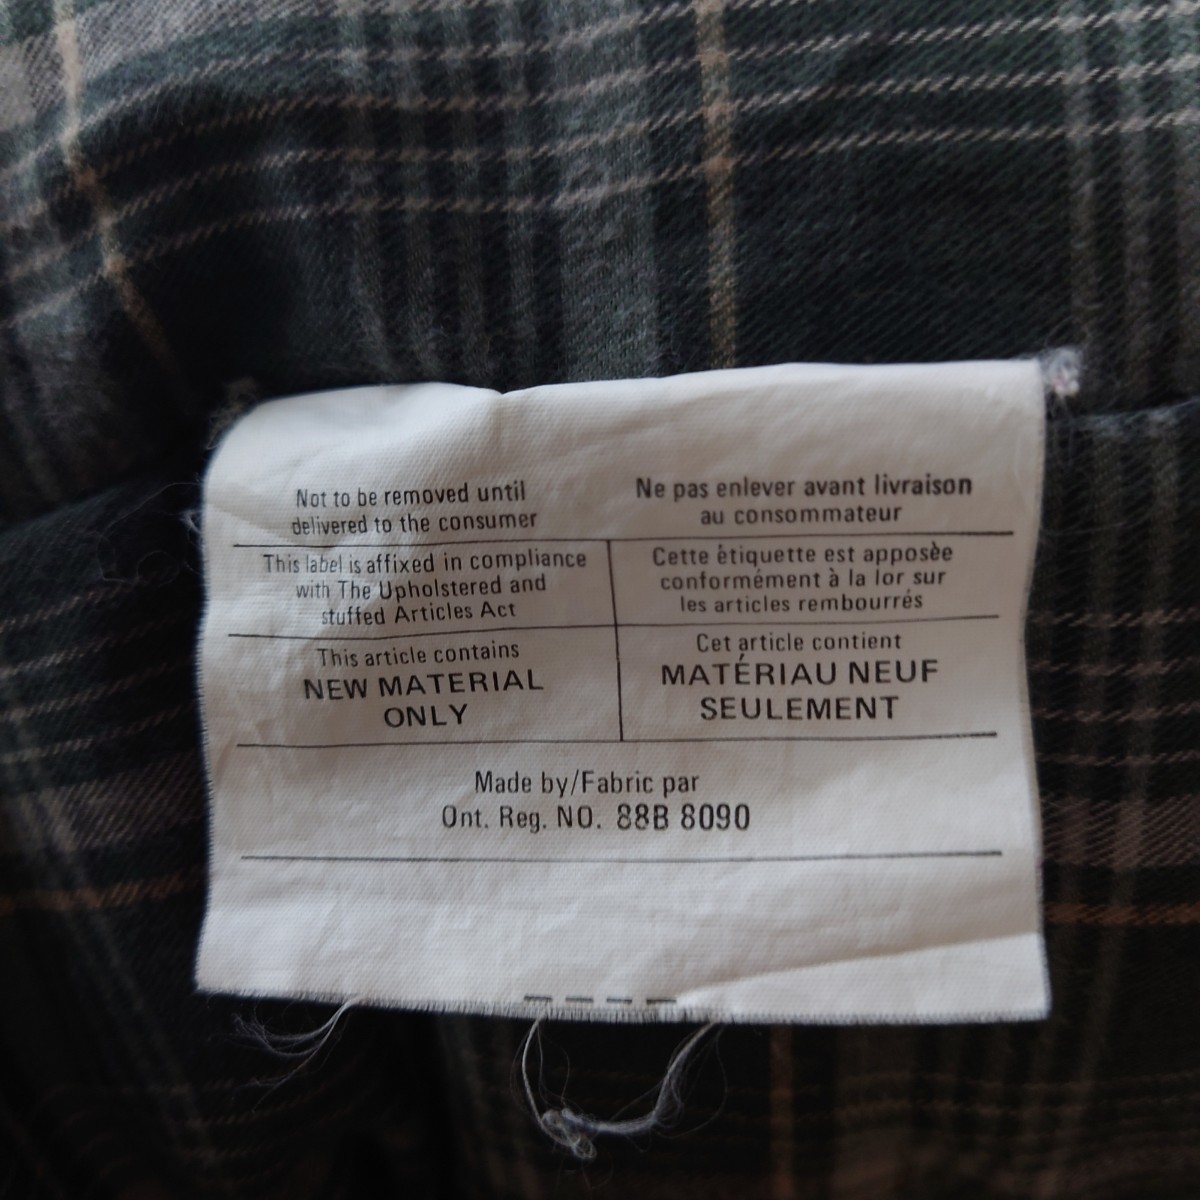 Not to be removed until
delivered to the consumer
Ne pas enlever avant livraison
au consommateur
This label is affixed in compliance
with The Upholstered and
stuffed Articles Act
Cette étiquette est apposèe
conformément à la lor sur
les articles rembourrés
This article contains
NEW MATERIAL
ONLY
Cet article contient
MATÉRIAU NEUF
SEULEMENT
Made by/Fabric par
Ont. Reg. NO. 88B 8090